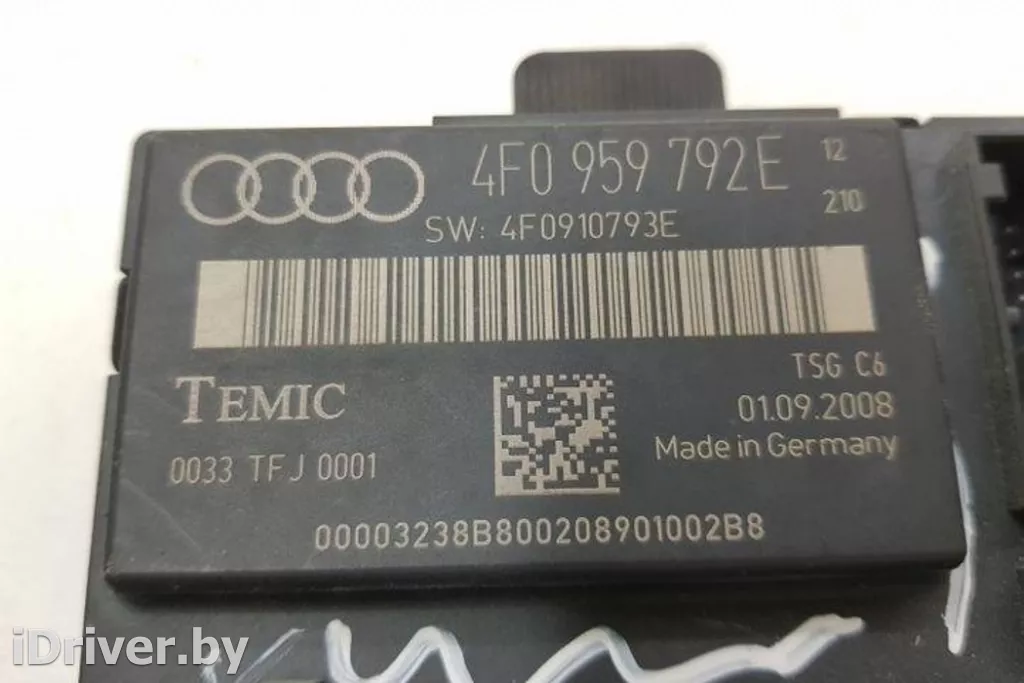 4F0 959 792E 12
210
SW: 4F0910793E
TEMIC
TSG C6
01.09.2008
Made in Germany
0033 TFJ 0001
00003238B800208901002B8
iDriver.by